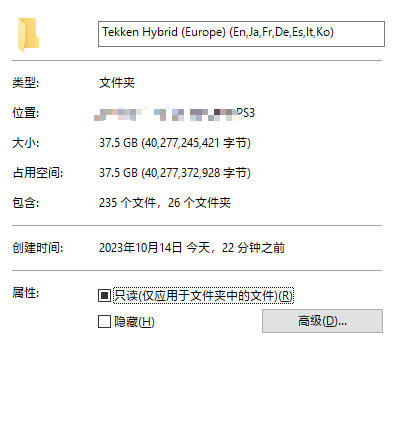 Tekken Hybrid (Europe) (En,Ja,Fr,De,Es,It,Ko)
类型: 文件夹
位置: PS3
大小: 37.5 GB (40,277,245,421 字节)
占用空间: 37.5 GB (40,277,372,928 字节)
包含: 235 个文件，26 个文件夹
创建时间: 2023年10月14日 今天，22 分钟之前
属性: 只读(仅应用于文件夹中的文件)(R)
隐藏(H) 高级(D)...